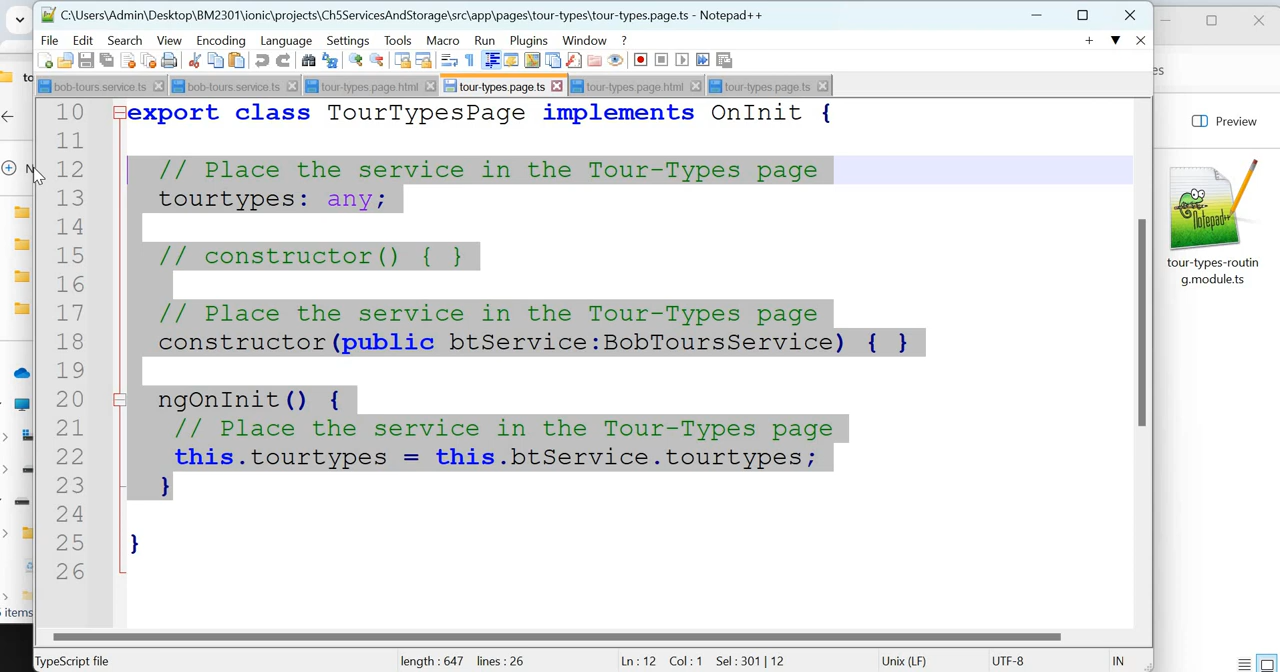 C:\Users\Admin\Desktop\BM2301\ionic\projects\Ch5ServicesAndStorage\src\app\pages\tour-types\tour-types.page.ts - Notepad++
File Edit Search View Encoding Language Settings Tools Macro Run Plugins Window ?
bob-tours.service.ts bob-tours.service.ts tour-types.page.html tour-types.page.ts tour-types.page.html tour-types.page.ts
10 export class TourTypesPage implements OnInit {
11
12 // Place the service in the Tour-Types page
13 tourtypes: any;
14
15 // constructor() { }
16
17 // Place the service in the Tour-Types page
18 constructor(public btService:BobToursService) { }
19
20 ngOnInit() {
21 // Place the service in the Tour-Types page
22 this.tourtypes = this.btService.tourtypes;
23 }
24
25 }
26
TypeScript file length : 647 lines : 26 Ln : 12 Col : 1 Sel : 301 | 12 Unix (LF) UTF-8 IN
Preview
Notepad++
tour-types-routin
g.module.ts
items